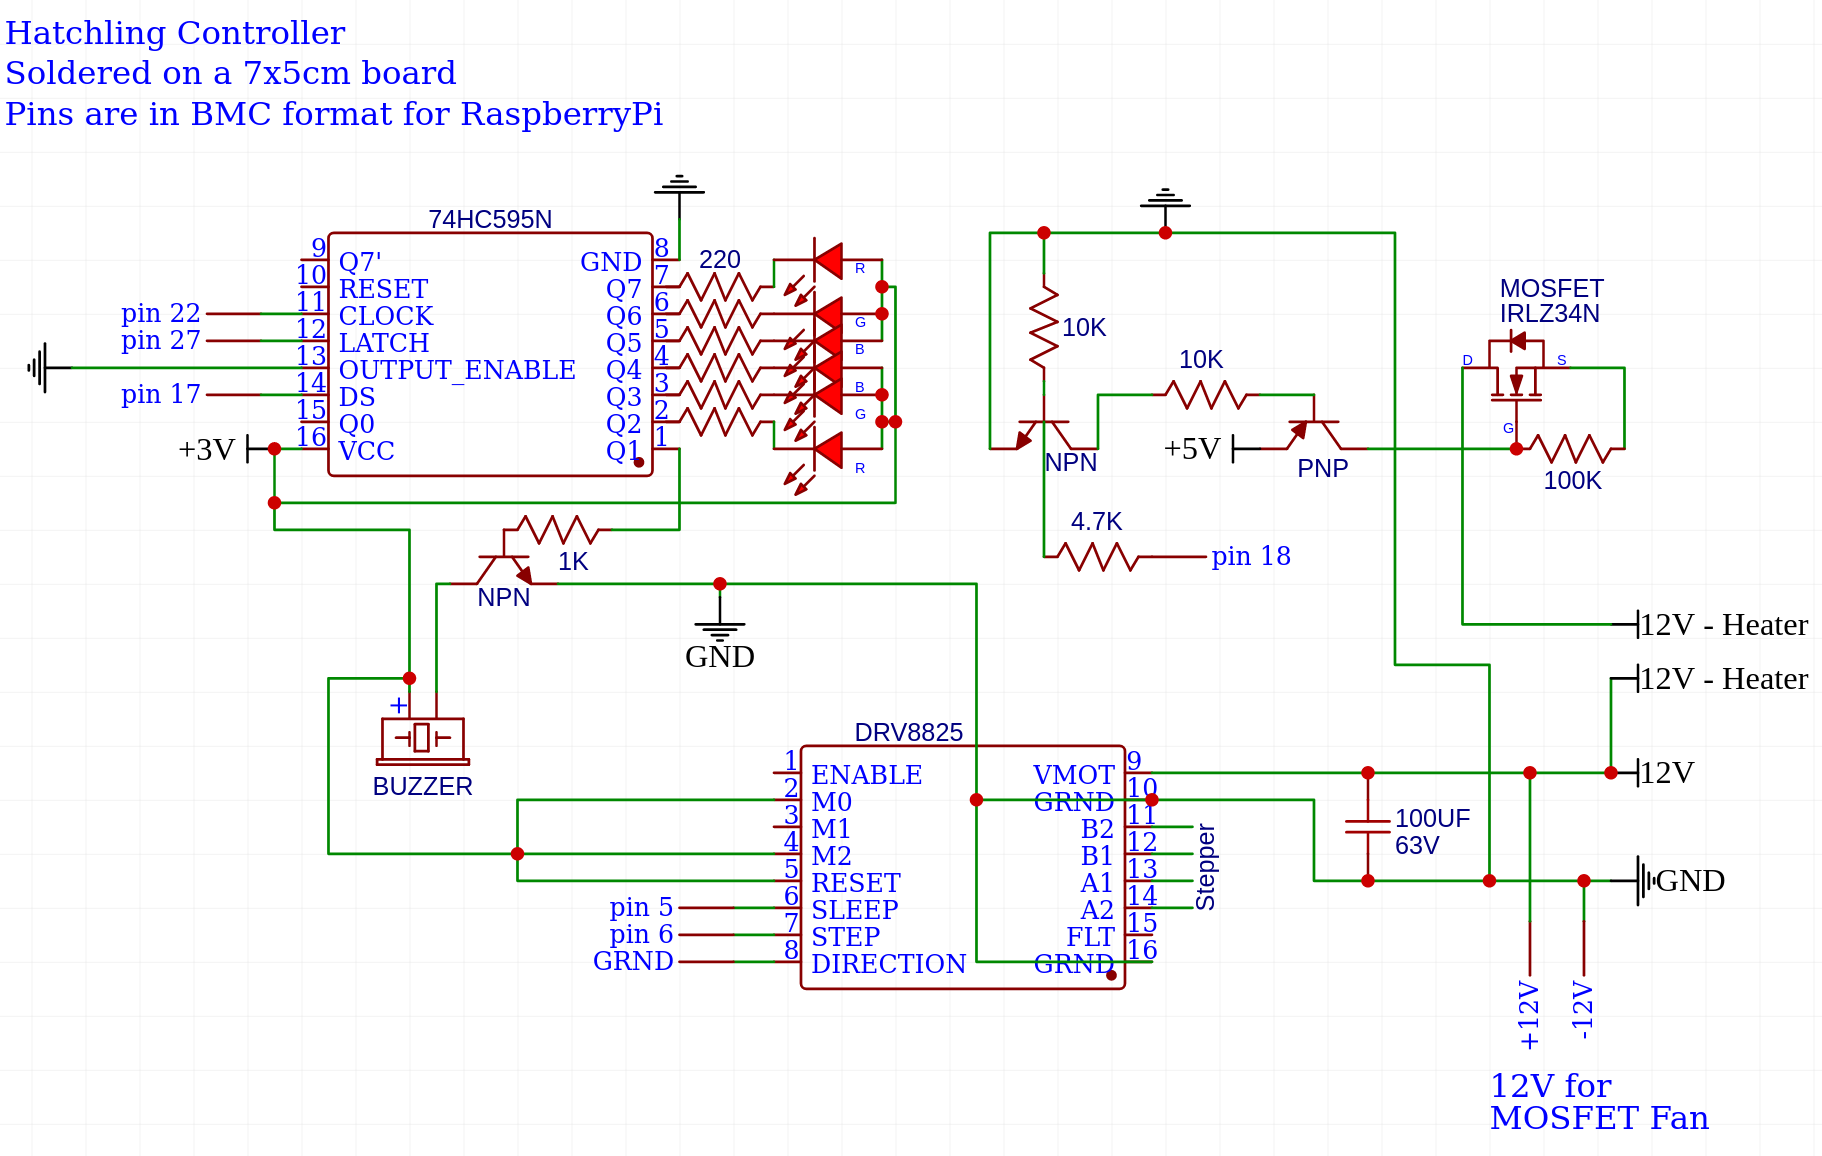 Hatchling Controller
Soldered on a 7x5cm board
Pins are in BMC format for RaspberryPi
74HC595N
9 Q7'
10 RESET
11 CLOCK
12 LATCH
13 OUTPUT_ENABLE
14 DS
15 Q0
16 VCC
GND 8
Q7 7
Q6 6
Q5 5
Q4 4
Q3 3
Q2 2
Q1 1
pin 22
pin 27
pin 17
+3V
220
R
G
B
B
G
R
1K
NPN
GND
+
BUZZER
10K
10K
NPN
+5V
PNP
4.7K
pin 18
MOSFET
IRLZ34N
D
S
G
100K
12V - Heater
12V - Heater
12V
GND
100UF
63V
DRV8825
1 ENABLE
2 M0
3 M1
4 M2
5 RESET
6 SLEEP
7 STEP
8 DIRECTION
VMOT 9
GRND 10
B2 11
B1 12
A1 13
A2 14
FLT 15
GRND 16
pin 5
pin 6
GRND
Stepper
+12V
-12V
12V for
MOSFET Fan